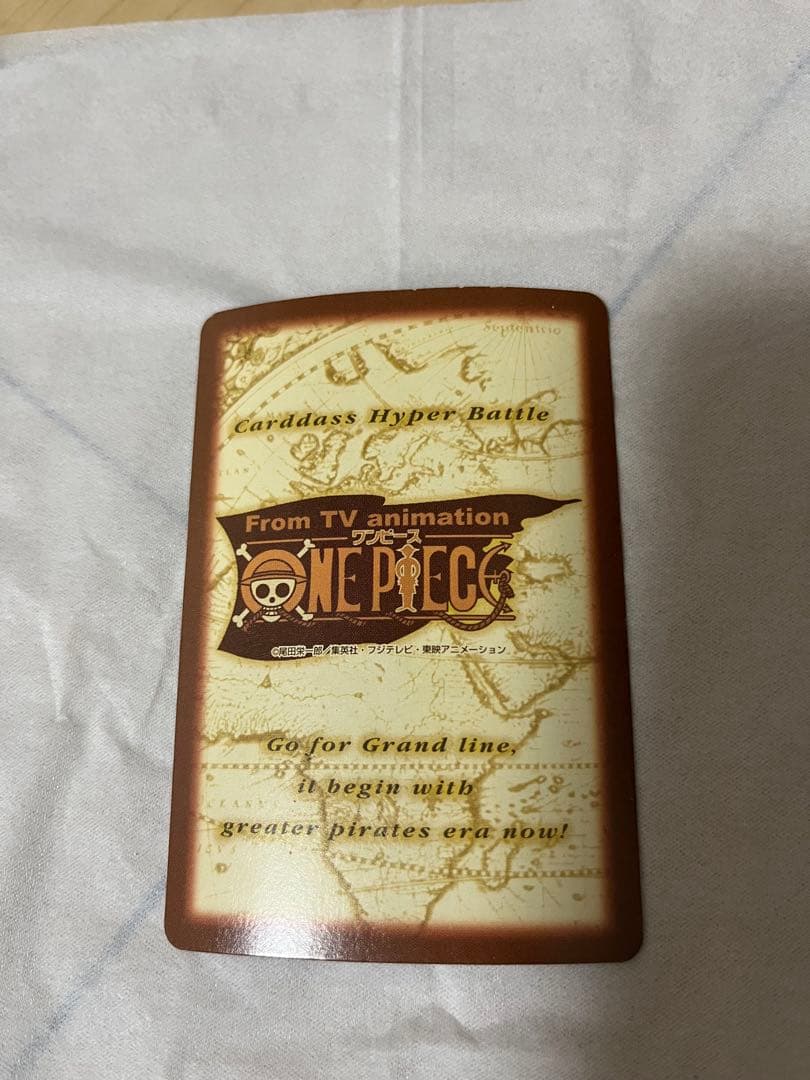 Septentrio
Carddass Hyper Battle
From TV animation
ワンピース
ONE PIECE
©尾田栄一郎／集英社・フジテレビ・東映アニメーション
Go for Grand line,
it begin with
greater pirates era now!